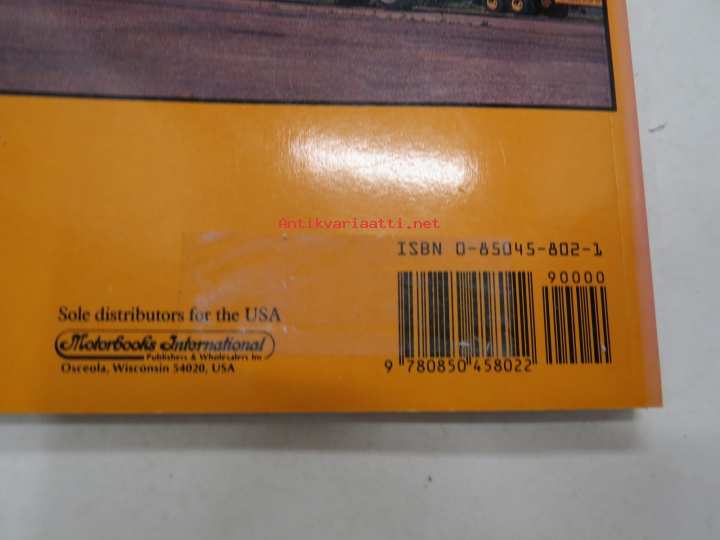 Antikvariaatti.net
ISBN 0-85045-802-1
90000
Sole distributors for the USA
Motorbooks International
Publishers & Wholesalers Inc
Osceola, Wisconsin 54020, USA
9 780850 458022